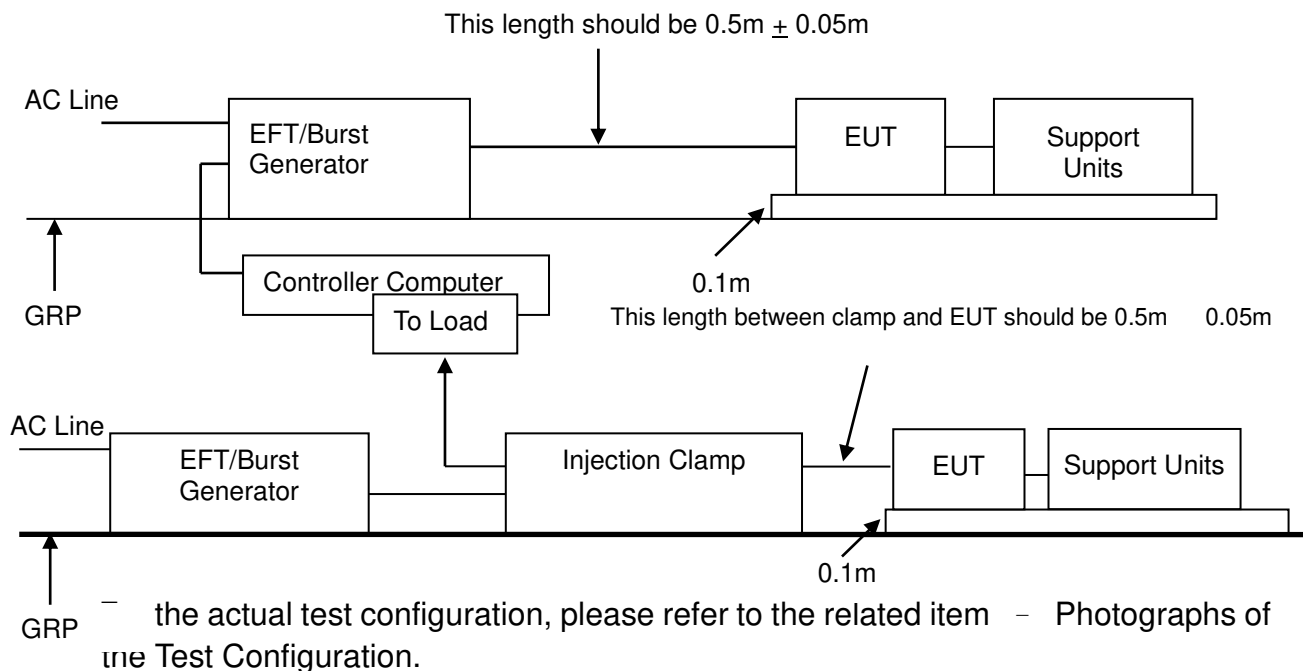 This length should be 0.5m ± 0.05m
AC Line
EFT/Burst
Generator
EUT
Support
Units
0.1m
Controller Computer
To Load
GRP
This length between clamp and EUT should be 0.5m 0.05m
AC Line
EFT/Burst
Generator
Injection Clamp
EUT
Support Units
0.1m
GRP
the actual test configuration, please refer to the related item – Photographs of
the Test Configuration.